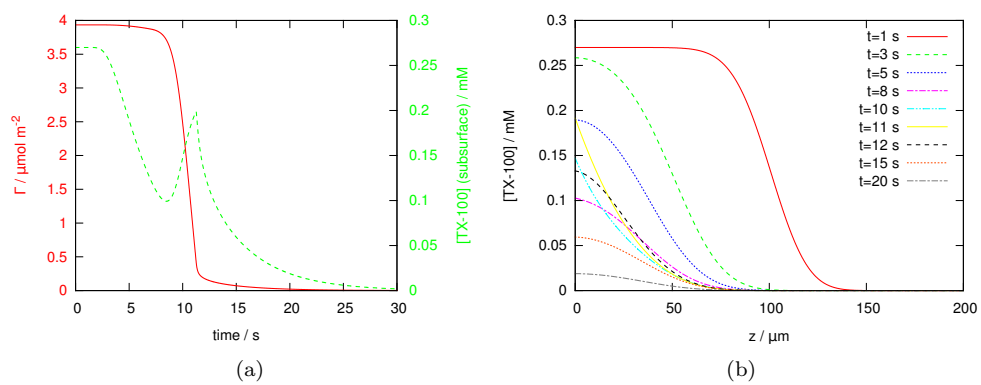 4
3.5
3
2.5
2
1.5
1
0.5
0
Γ / μmol m⁻²
0.3
0.25
0.2
0.15
0.1
0.05
0
[TX-100] (subsurface) / mM
0 5 10 15 20 25 30
time / s
(a)
0.3
0.25
0.2
0.15
0.1
0.05
0
[TX-100] / mM
t=1 s
t=3 s
t=5 s
t=8 s
t=10 s
t=11 s
t=12 s
t=15 s
t=20 s
0 50 100 150 200
z / μm
(b)